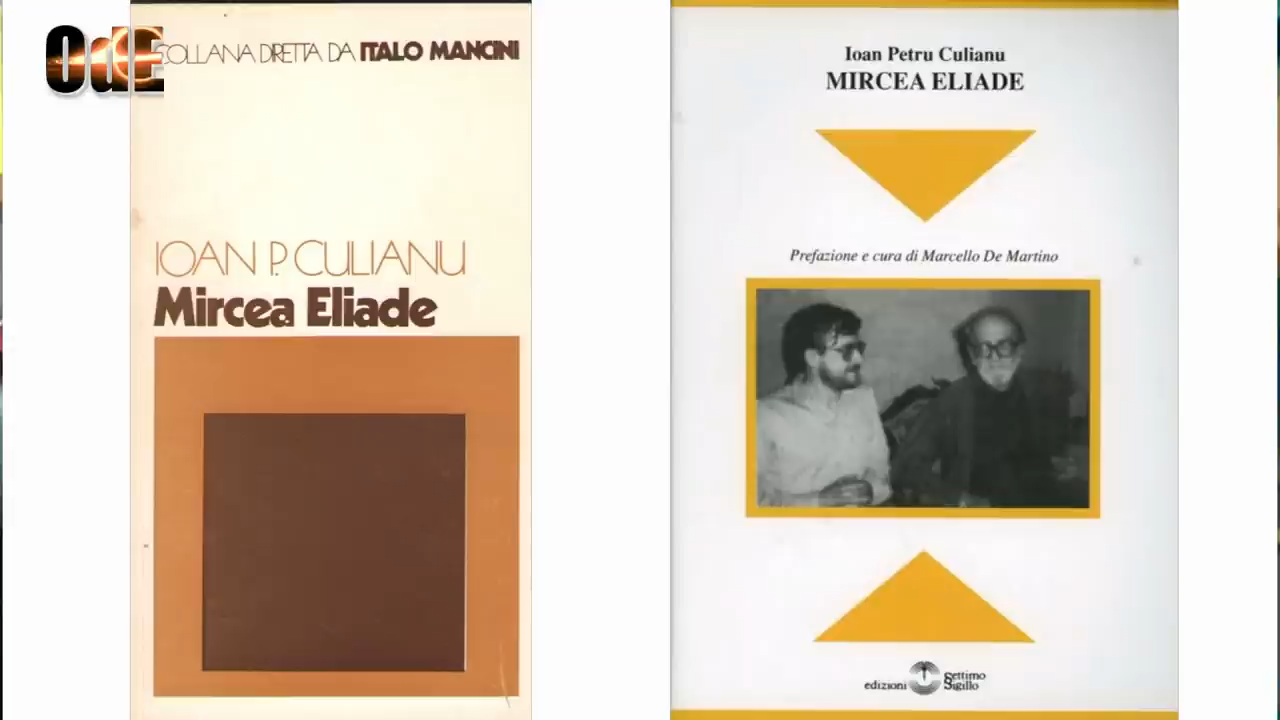 OdE
COLLANA DIRETTA DA ITALO MANCINI
IOAN P. CULIANU
Mircea Eliade
Ioan Petru Culianu
MIRCEA ELIADE
Prefazione e cura di Marcello De Martino
edizioni Settimo Sigillo